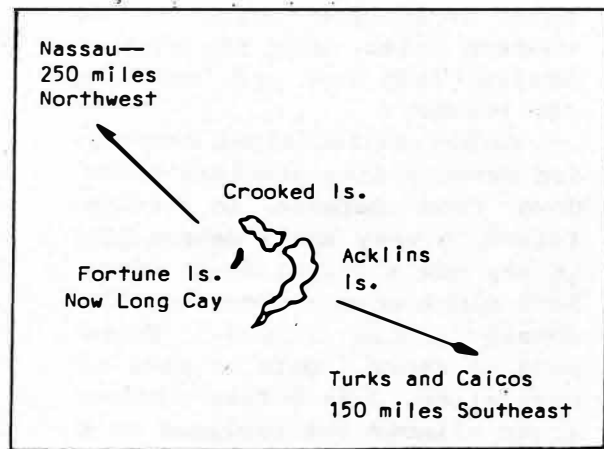 Nassau—
250 miles
Northwest
Crooked Is.
Fortune Is.
Now Long Cay
Acklins
Is.
Turks and Caicos
150 miles Southeast